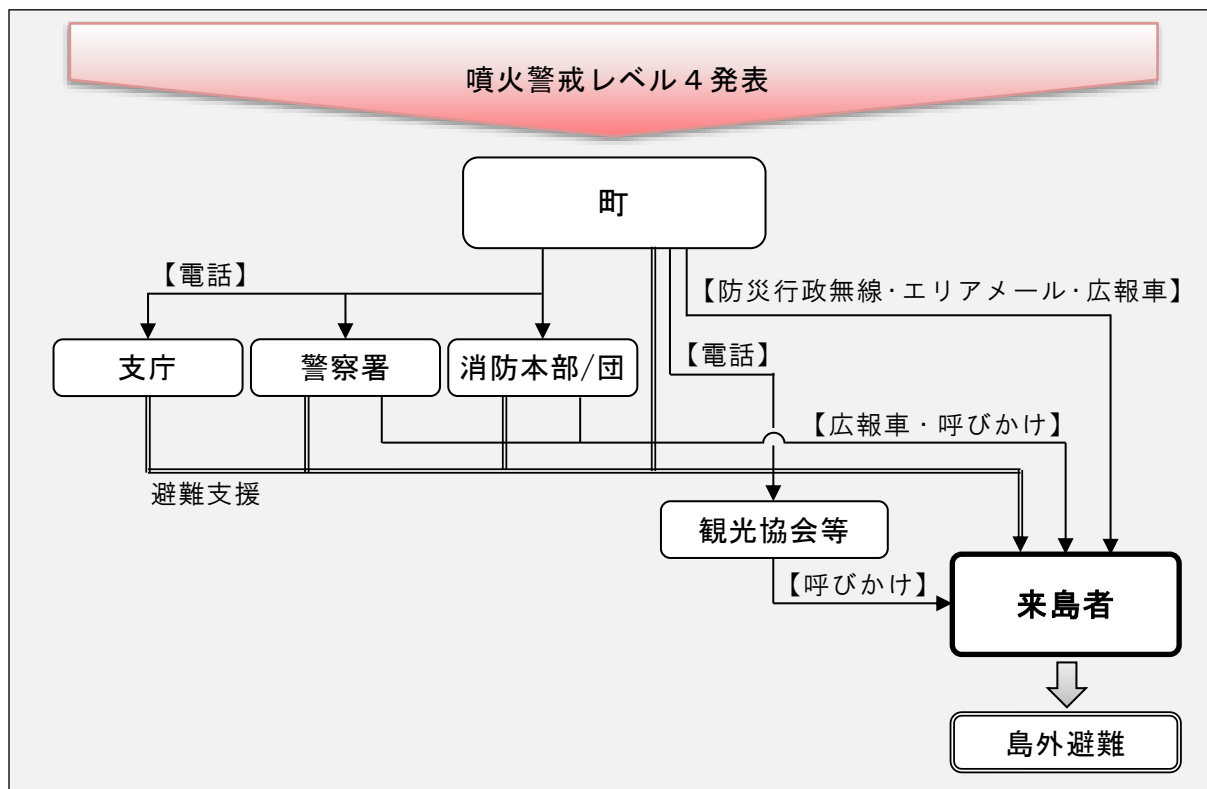 噴火警戒レベル４発表
町
【電話】
【防災行政無線・エリアメール・広報車】
支庁
警察署
消防本部/団
【電話】
【広報車・呼びかけ】
避難支援
観光協会等
【呼びかけ】
来島者
島外避難